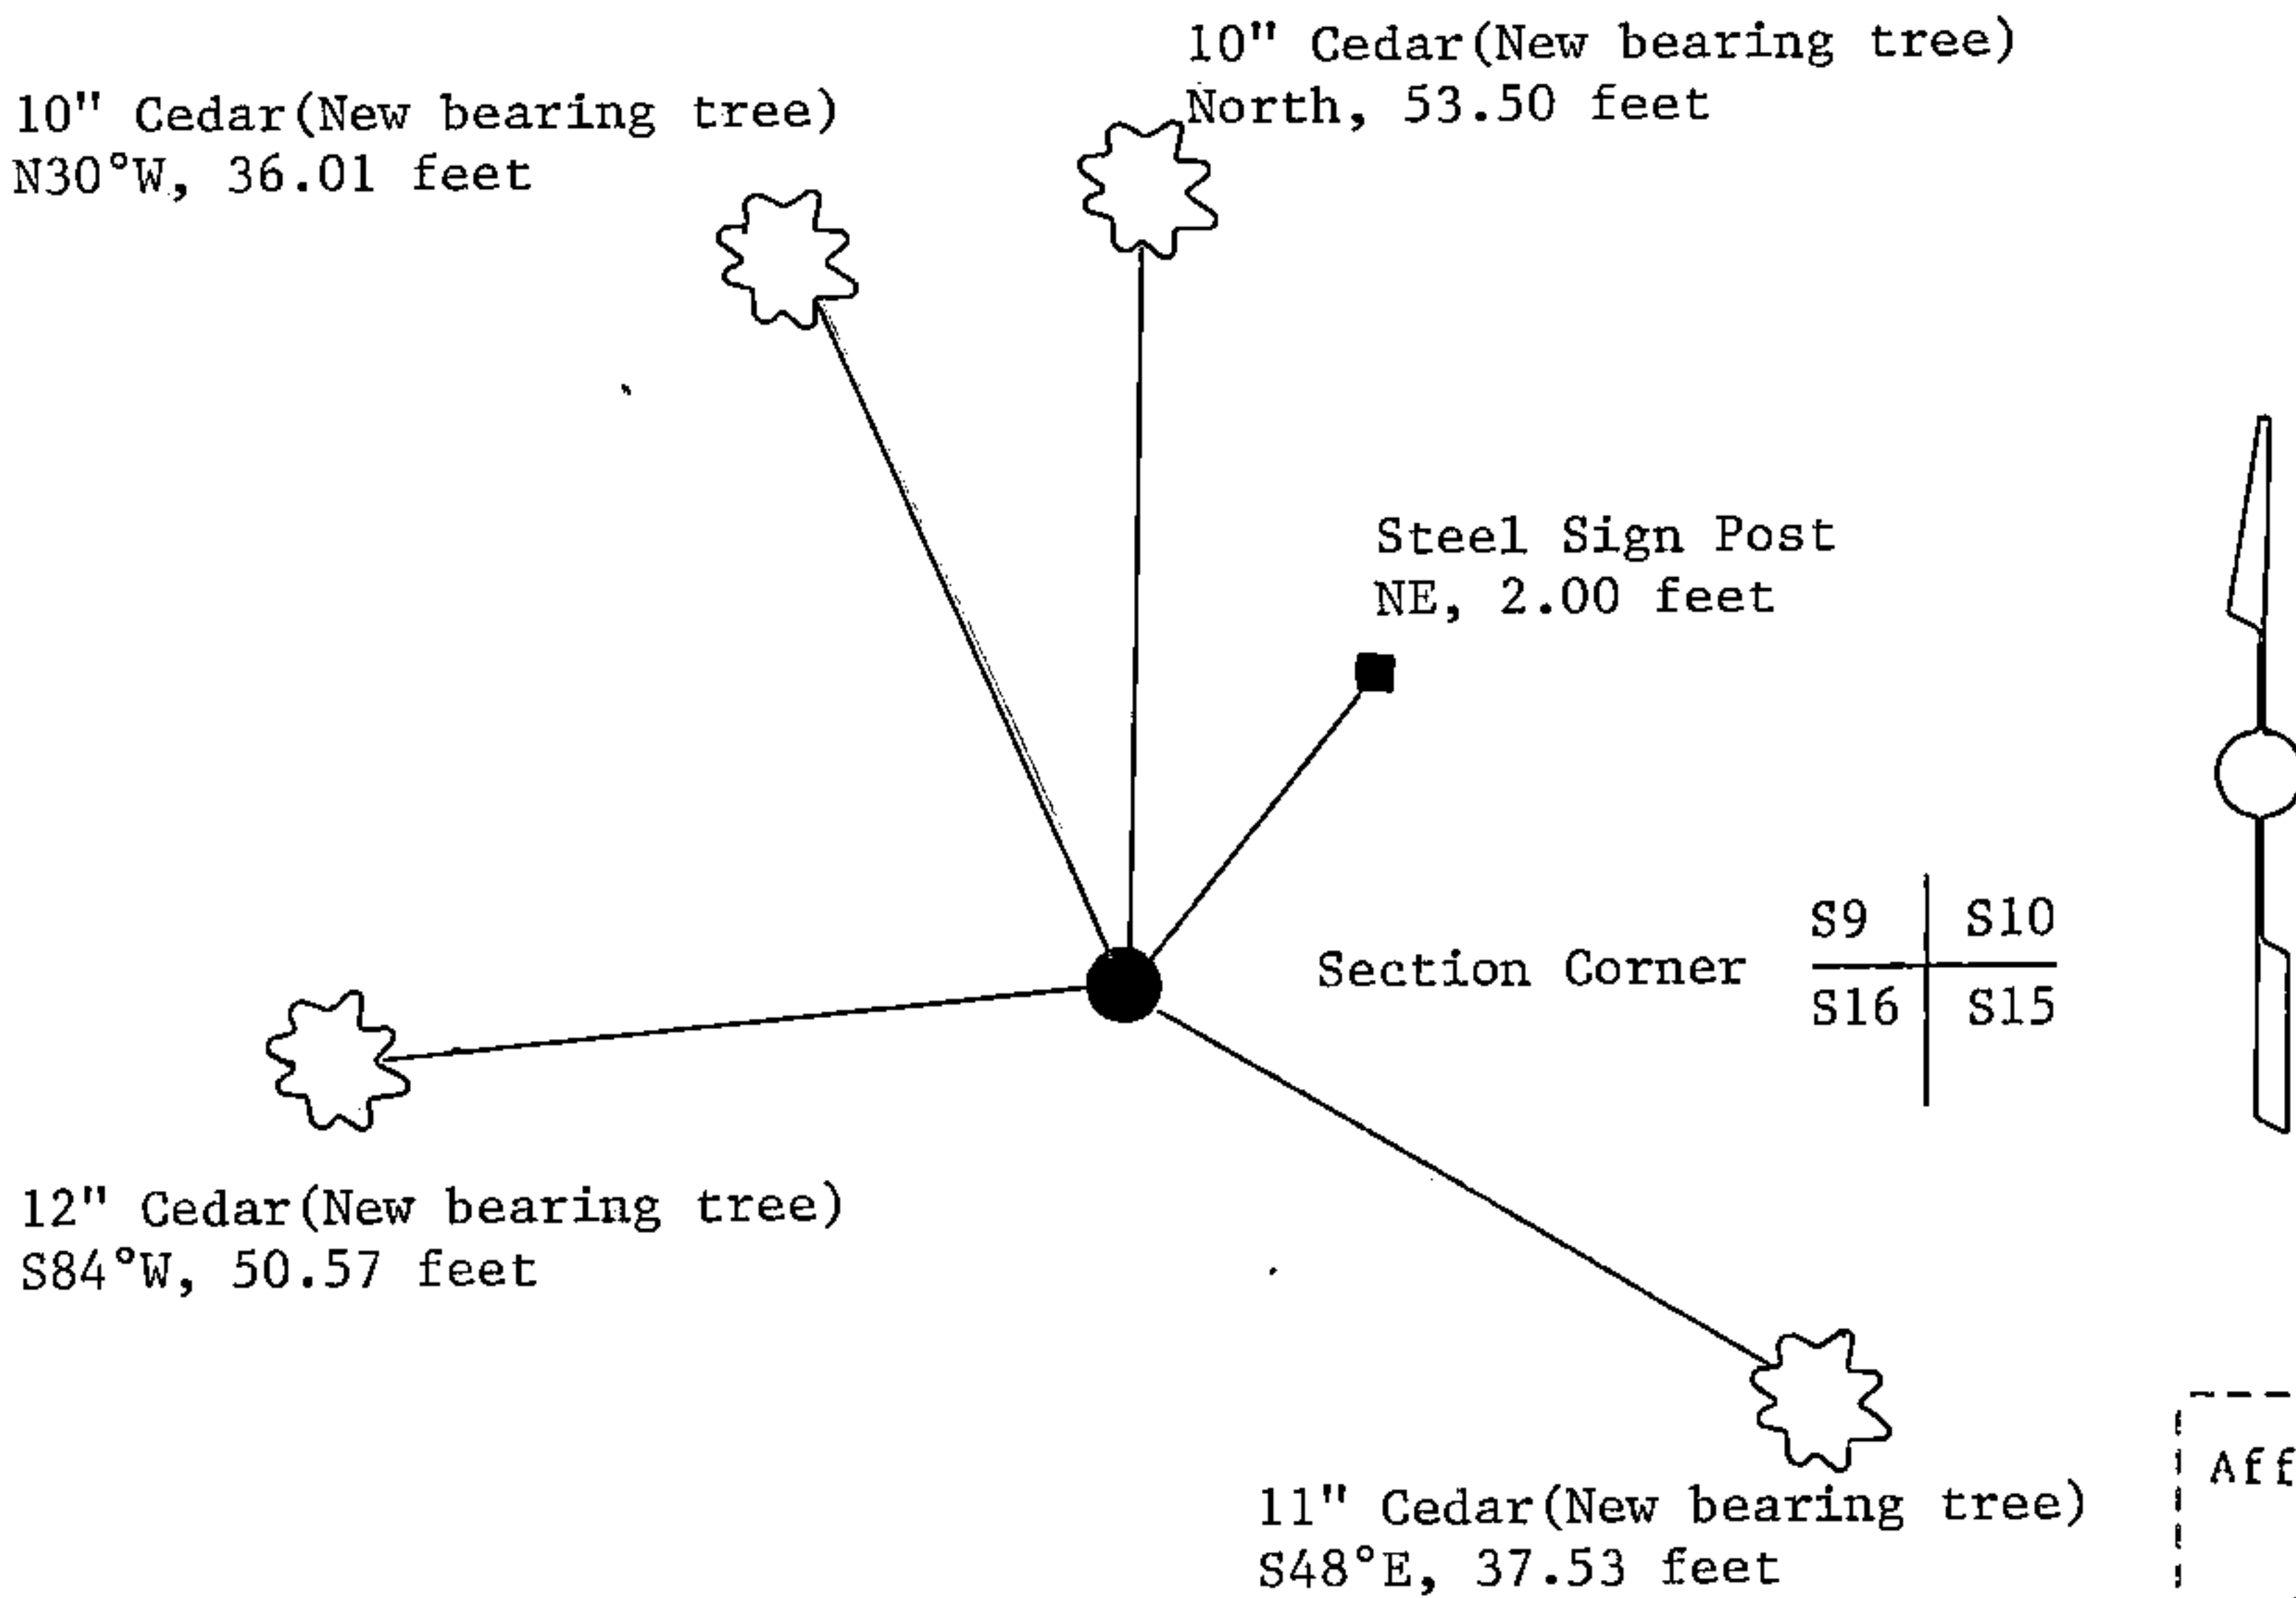 10" Cedar(New bearing tree)
North, 53.50 feet
10" Cedar(New bearing tree)
N30°W, 36.01 feet
Steel Sign Post
NE, 2.00 feet
S9 S10
Section Corner
S16 S15
12" Cedar(New bearing tree)
S84°W, 50.57 feet
Aff
11" Cedar(New bearing tree)
S48°E, 37.53 feet